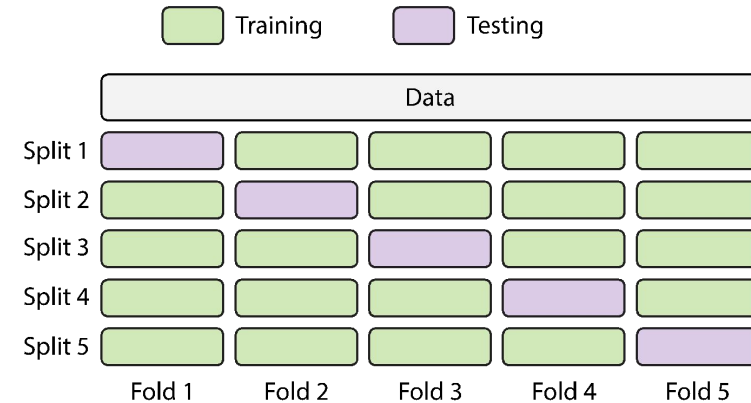 Training Testing
Data
Split 1
Split 2
Split 3
Split 4
Split 5
Fold 1 Fold 2 Fold 3 Fold 4 Fold 5